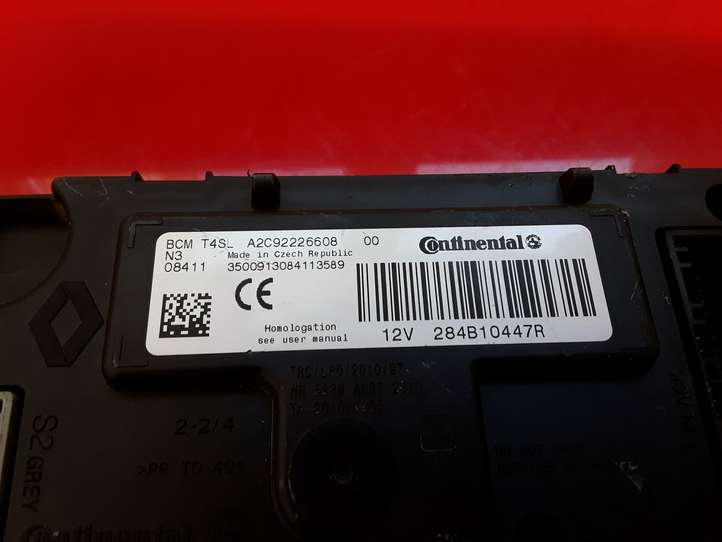 BCM T4SL A2C92226608 00
N3 Made in Czech Republic
08411 3500913084113589
Continental
CE
Homologation
see user manual
12V 284B10447R
2-2/4
>PP TD 40<
S2 GREY
Continental